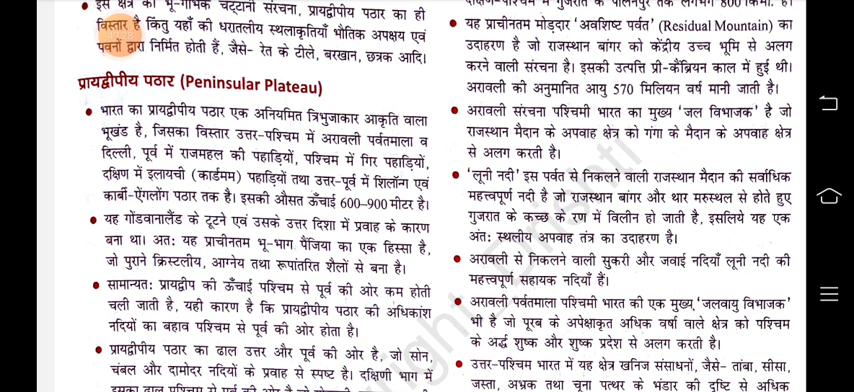 इस क्षेत्र की भू-गर्भिक चट्टानी संरचना, प्रायद्वीपीय पठार का ही
विस्तार है किंतु यहाँ की धरातलीय स्थलाकृतियाँ भौतिक अपक्षय एवं
पवनों द्वारा निर्मित होती हैं, जैसे- रेत के टीले, बरखान, छत्रक आदि।
प्रायद्वीपीय पठार (Peninsular Plateau)
भारत का प्रायद्वीपीय पठार एक अनियमित त्रिभुजाकार आकृति वाला
भूखंड है, जिसका विस्तार उत्तर-पश्चिम में अरावली पर्वतमाला व
दिल्ली, पूर्व में राजमहल की पहाड़ियों, पश्चिम में गिर पहाड़ियों,
दक्षिण में इलायची (कार्डमम) पहाड़ियों तथा उत्तर-पूर्व में शिलॉन्ग एवं
कार्बी-ऐंगलोंग पठार तक है। इसकी औसत ऊँचाई 600-900 मीटर है।
यह गोंडवानालैंड के टूटने एवं उसके उत्तर दिशा में प्रवाह के कारण
बना था। अतः यह प्राचीनतम भू-भाग पैंजिया का एक हिस्सा है,
जो पुराने क्रिस्टलीय, आग्नेय तथा रूपांतरित शैलों से बना है।
सामान्यतः प्रायद्वीप की ऊँचाई पश्चिम से पूर्व की ओर कम होती
चली जाती है, यही कारण है कि प्रायद्वीपीय पठार की अधिकांश
नदियों का बहाव पश्चिम से पूर्व की ओर होता है।
प्रायद्वीपीय पठार का ढाल उत्तर और पूर्व की ओर है, जो सोन,
चंबल और दामोदर नदियों के प्रवाह से स्पष्ट है। दक्षिणी भाग में
इसका ढाल पश्चिम से पूर्व की ओर है
दक्षिण-पश्चिम में गुजरात के पालनपुर तक लगभग 800 किमी. है।
यह प्राचीनतम मोड़दार 'अवशिष्ट पर्वत' (Residual Mountain) का
उदाहरण है जो राजस्थान बांगर को केंद्रीय उच्च भूमि से अलग
करने वाली संरचना है। इसकी उत्पत्ति प्री-कैंब्रियन काल में हुई थी।
अरावली की अनुमानित आयु 570 मिलियन वर्ष मानी जाती है।
अरावली संरचना पश्चिमी भारत का मुख्य 'जल विभाजक' है जो
राजस्थान मैदान के अपवाह क्षेत्र को गंगा के मैदान के अपवाह क्षेत्र
से अलग करती है।
'लूनी नदी' इस पर्वत से निकलने वाली राजस्थान मैदान की सर्वाधिक
महत्त्वपूर्ण नदी है जो राजस्थान बांगर और थार मरुस्थल से होते हुए
गुजरात के कच्छ के रण में विलीन हो जाती है, इसलिये यह एक
अंतः स्थलीय अपवाह तंत्र का उदाहरण है।
अरावली से निकलने वाली सुकरी और जवाई नदियाँ लूनी नदी की
महत्त्वपूर्ण सहायक नदियाँ हैं।
अरावली पर्वतमाला पश्चिमी भारत की एक मुख्य 'जलवायु विभाजक'
भी है जो पूरब के अपेक्षाकृत अधिक वर्षा वाले क्षेत्र को पश्चिम
के अर्द्ध शुष्क और शुष्क प्रदेश से अलग करती है।
उत्तर-पश्चिम भारत में यह क्षेत्र खनिज संसाधनों, जैसे- तांबा, सीसा,
जस्ता, अभ्रक तथा चूना पत्थर के भंडार की दृष्टि से अधिक